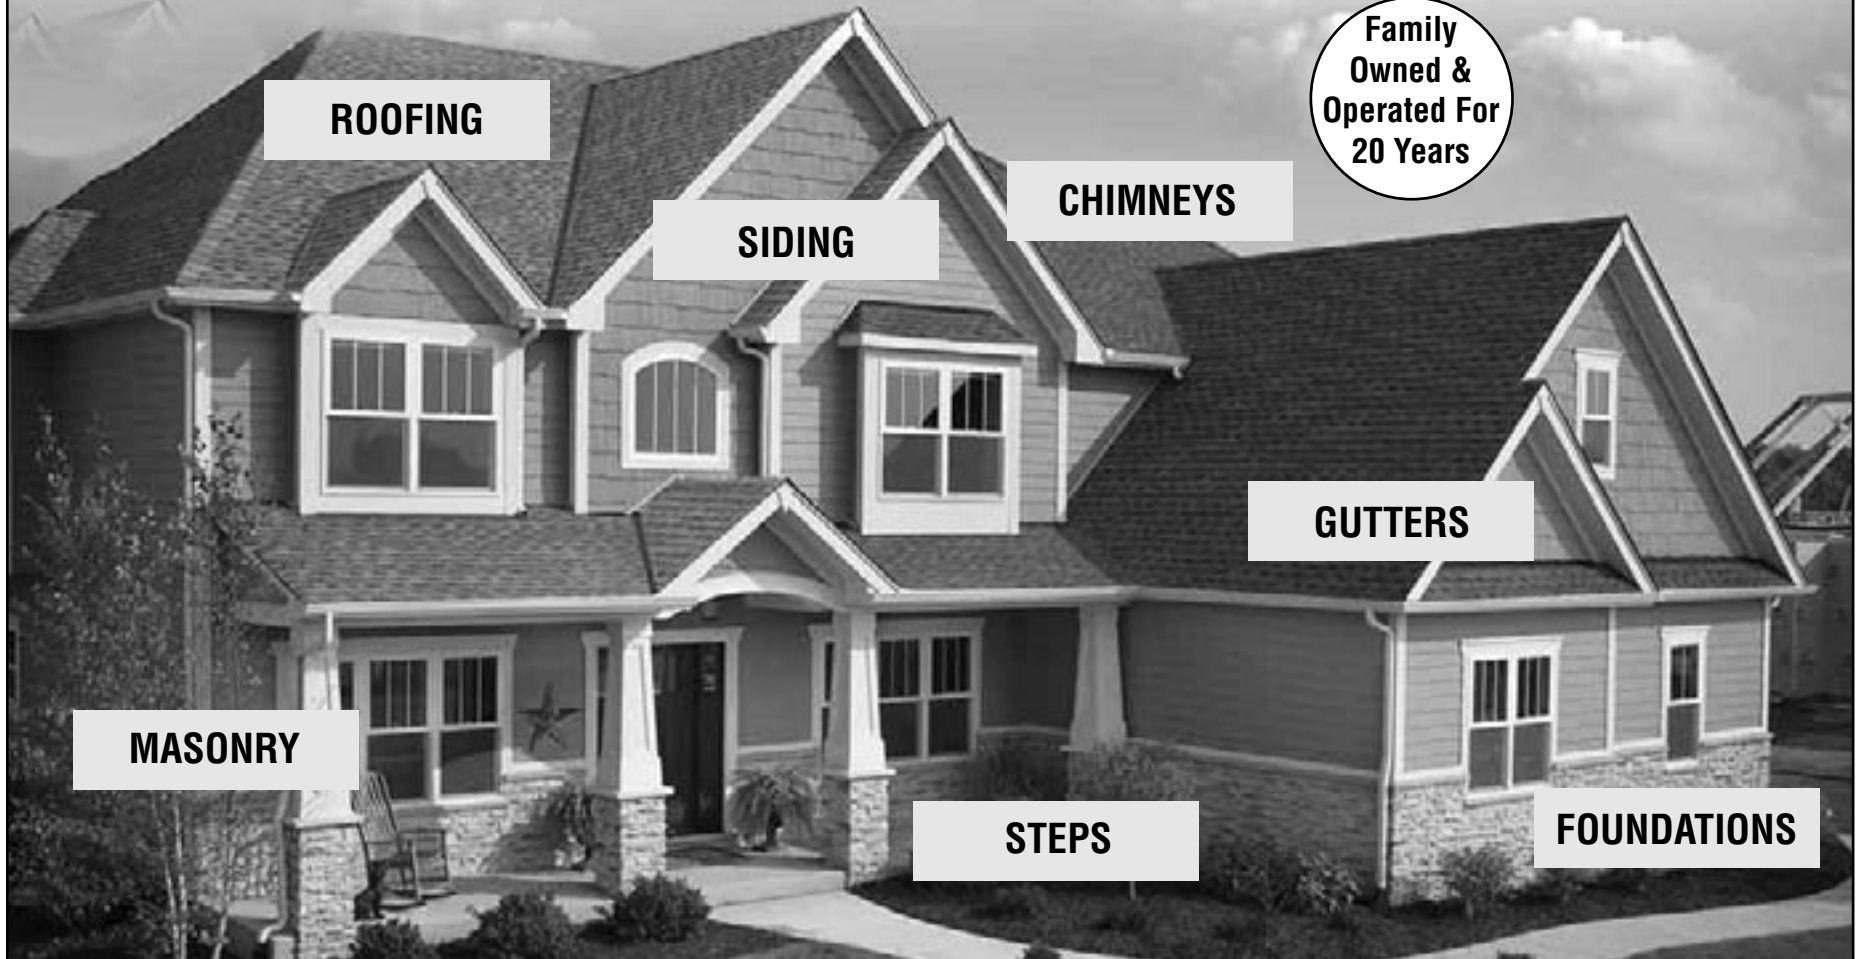 Family
Owned &
Operated For
20 Years
ROOFING
CHIMNEYS
SIDING
GUTTERS
MASONRY
STEPS
FOUNDATIONS